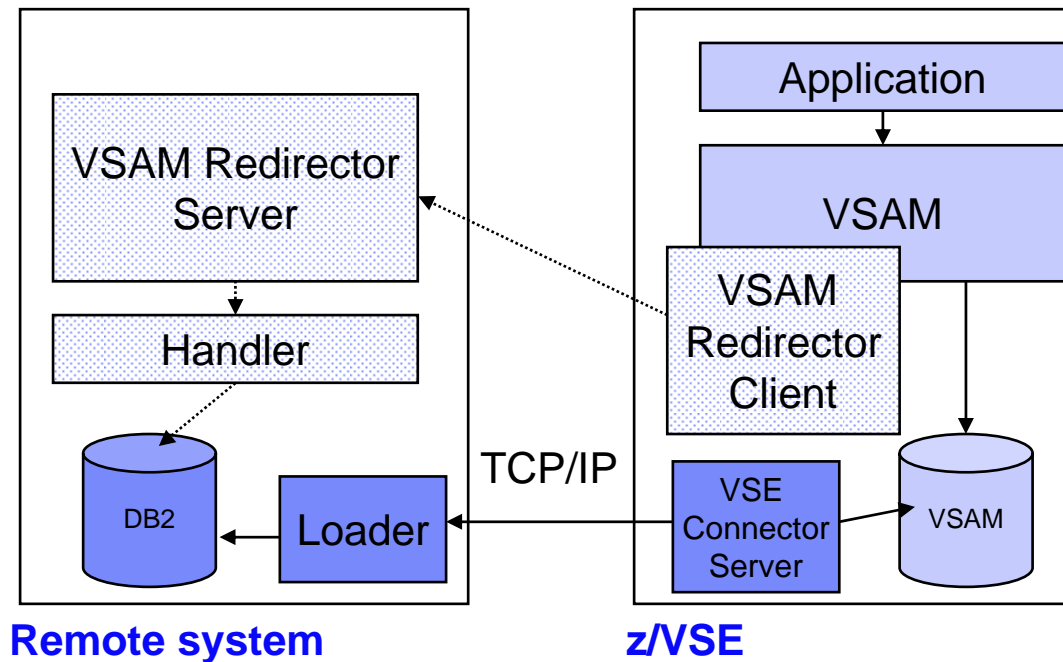 VSAM Redirector
Server
Handler
DB2
Loader
TCP/IP
Application
VSAM
VSAM
Redirector
Client
VSE
Connector
Server
VSAM
Remote system
z/VSE